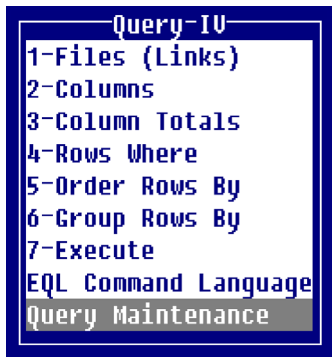 Query-IV
1-Files (Links)
2-Columns
3-Column Totals
4-Rows Where
5-Order Rows By
6-Group Rows By
7-Execute
EQL Command Language
Query Maintenance